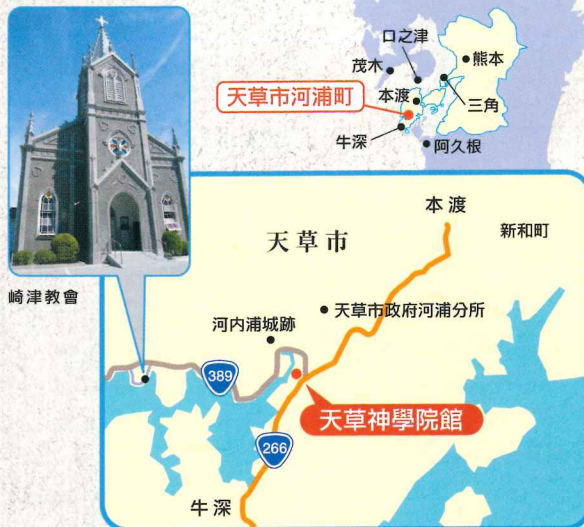 口之津
熊本
茂木
本渡
三角
天草市河浦町
牛深
阿久根
崎津教會
本渡
天草市
新和町
天草市政府河浦分所
河内浦城跡
389
天草神學院館
266
牛深